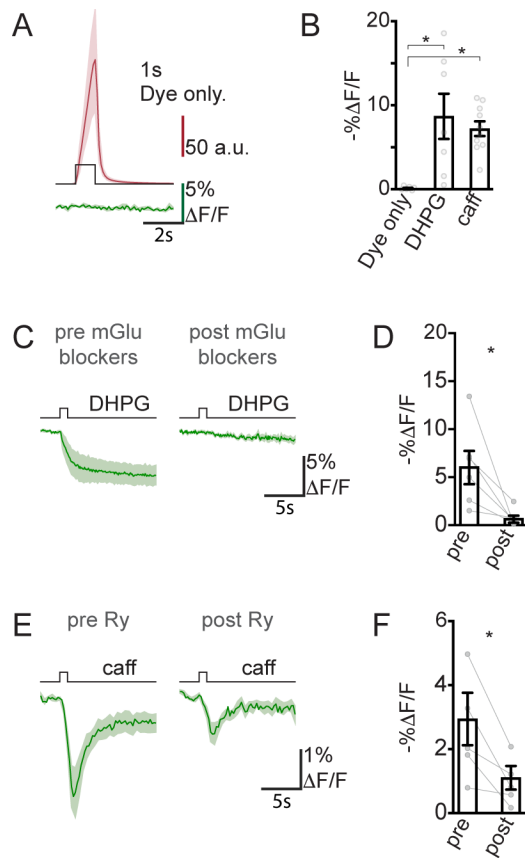 A
1s
Dye only.
50 a.u.
5%
ΔF/F
2s
B
*
*
-%ΔF/F
20
10
0
Dye only
DHPG
caff
C
pre mGlu
blockers
post mGlu
blockers
DHPG
DHPG
5%
ΔF/F
5s
D
*
-%ΔF/F
20
15
10
5
0
pre
post
E
pre Ry
post Ry
caff
caff
1%
ΔF/F
5s
F
*
-%ΔF/F
6
4
2
0
pre
post